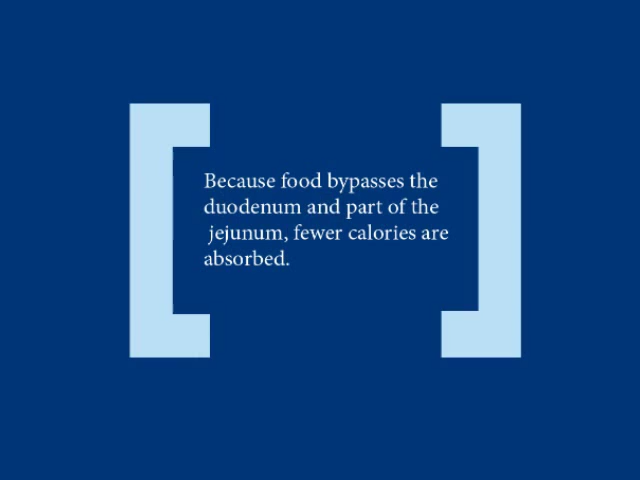 Because food bypasses the
duodenum and part of the
jejunum, fewer calories are
absorbed.